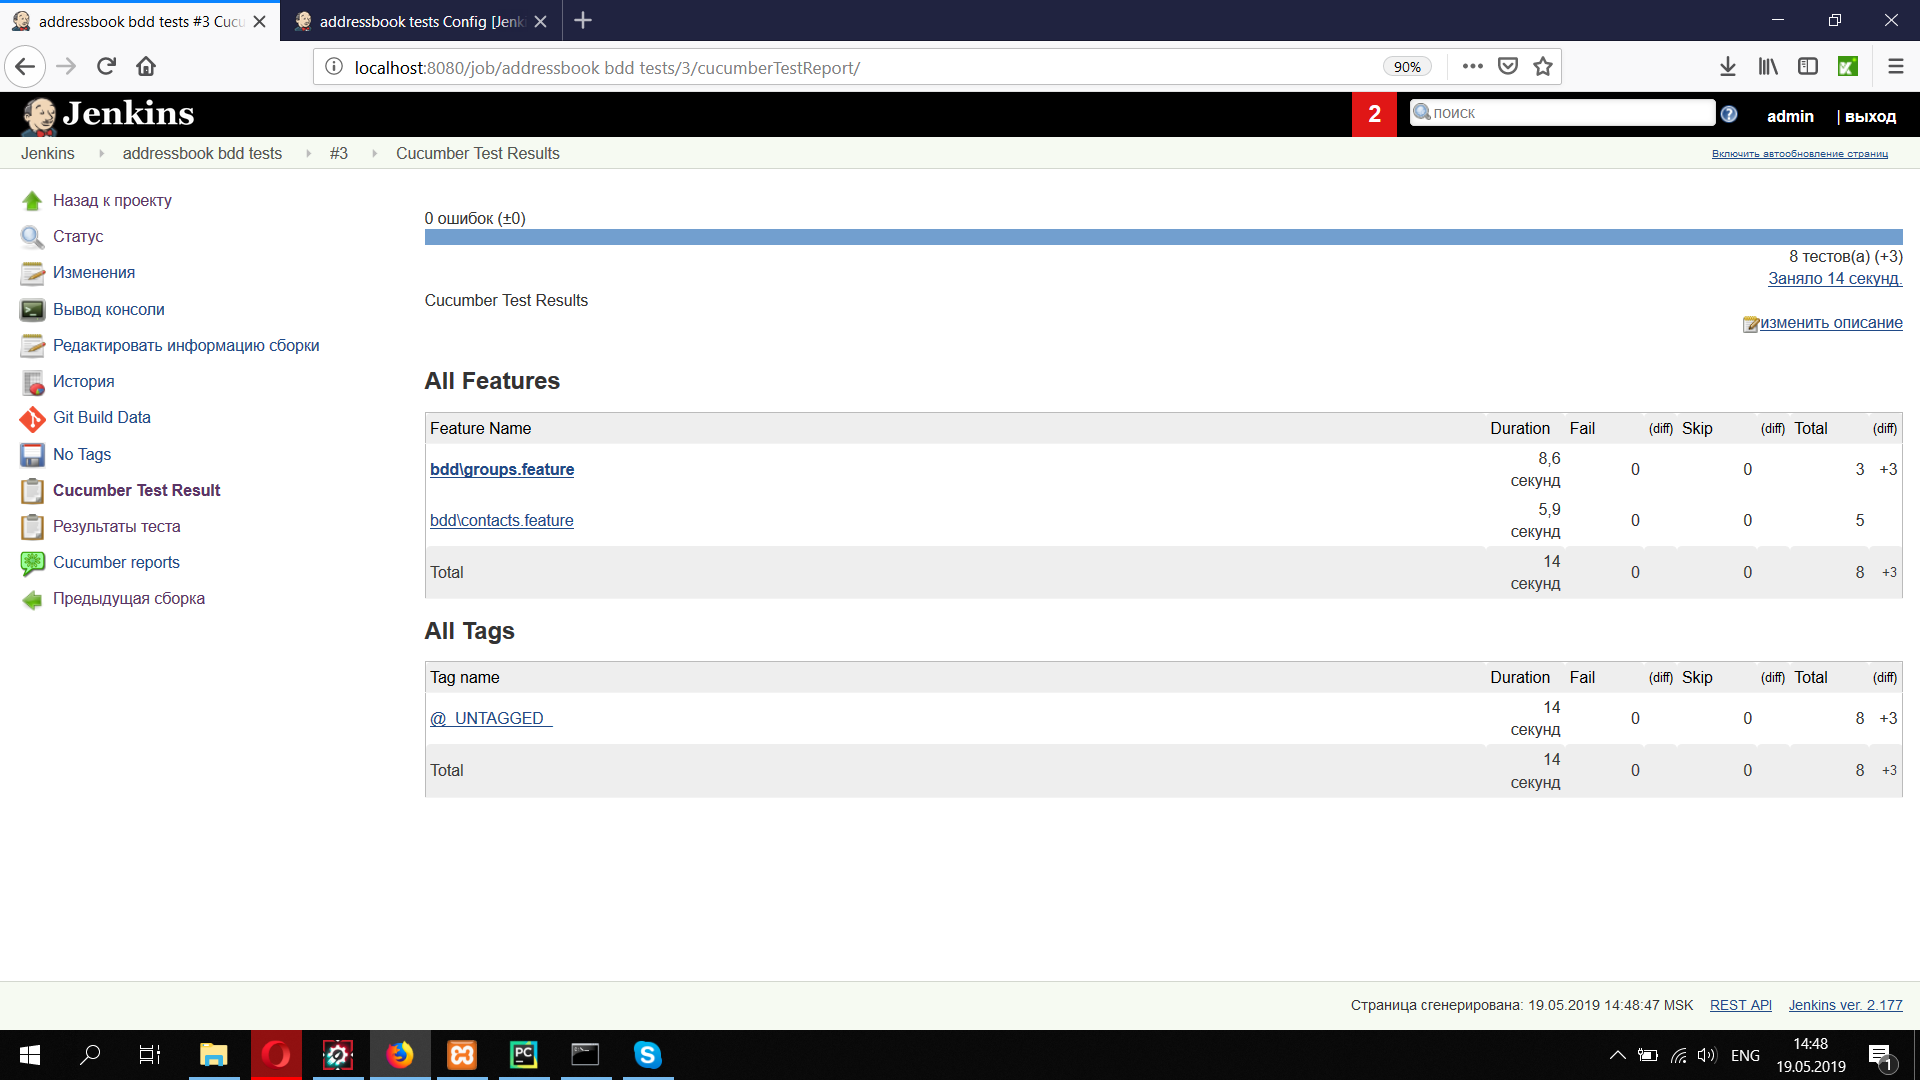 addressbook bdd tests #3 Cucu
addressbook tests Config [Jenk
localhost:8080/job/addressbook bdd tests/3/cucumberTestReport/
90%
Jenkins
2
поиск
admin
| выход
Jenkins
addressbook bdd tests
#3
Cucumber Test Results
Включить автообновление страниц
Назад к проекту
Статус
Изменения
Вывод консоли
Редактировать информацию сборки
История
Git Build Data
No Tags
Cucumber Test Result
Результаты теста
Cucumber reports
Предыдущая сборка
0 ошибок (±0)
8 тестов(а) (+3)
Заняло 14 секунд.
Cucumber Test Results
изменить описание
All Features
Feature Name Duration Fail (diff) Skip (diff) Total (diff)
bdd\groups.feature 8,6 секунд 0 0 3 +3
bdd\contacts.feature 5,9 секунд 0 0 5
Total 14 секунд 0 0 8 +3
All Tags
Tag name Duration Fail (diff) Skip (diff) Total (diff)
@_UNTAGGED_ 14 секунд 0 0 8 +3
Total 14 секунд 0 0 8 +3
Страница сгенерирована: 19.05.2019 14:48:47 MSK REST API Jenkins ver. 2.177
PC
S
ENG
14:48
19.05.2019
1